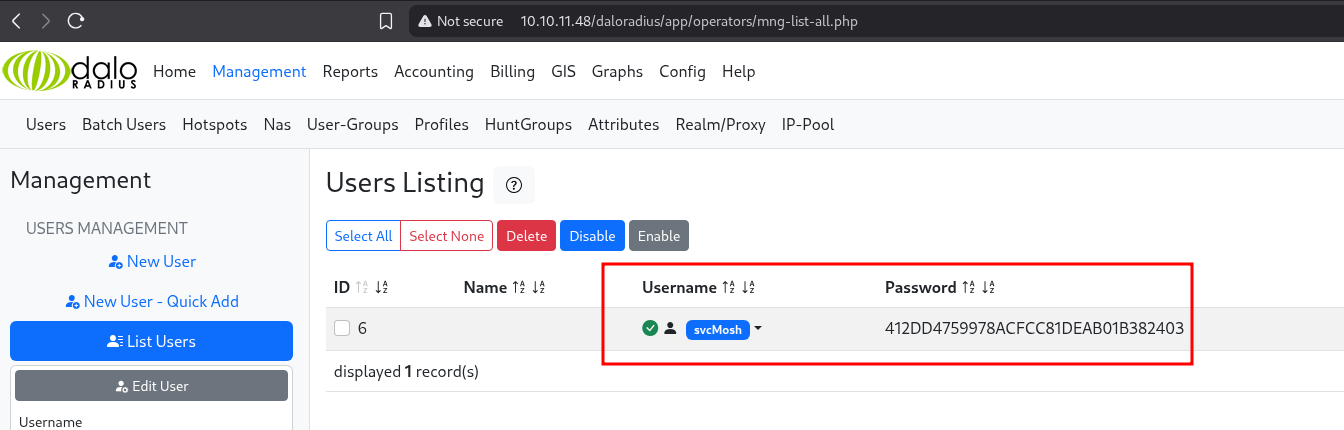 Not secure 10.10.11.48/daloradius/app/operators/mng-list-all.php
dalo RADIUS Home Management Reports Accounting Billing GIS Graphs Config Help
Users Batch Users Hotspots Nas User-Groups Profiles HuntGroups Attributes Realm/Proxy IP-Pool
Management
USERS MANAGEMENT
New User
New User - Quick Add
List Users
Edit User
Username
Users Listing
Select All Select None Delete Disable Enable
ID Name Username Password
6 svcMosh 412DD4759978ACFCC81DEAB01B382403
displayed 1 record(s)